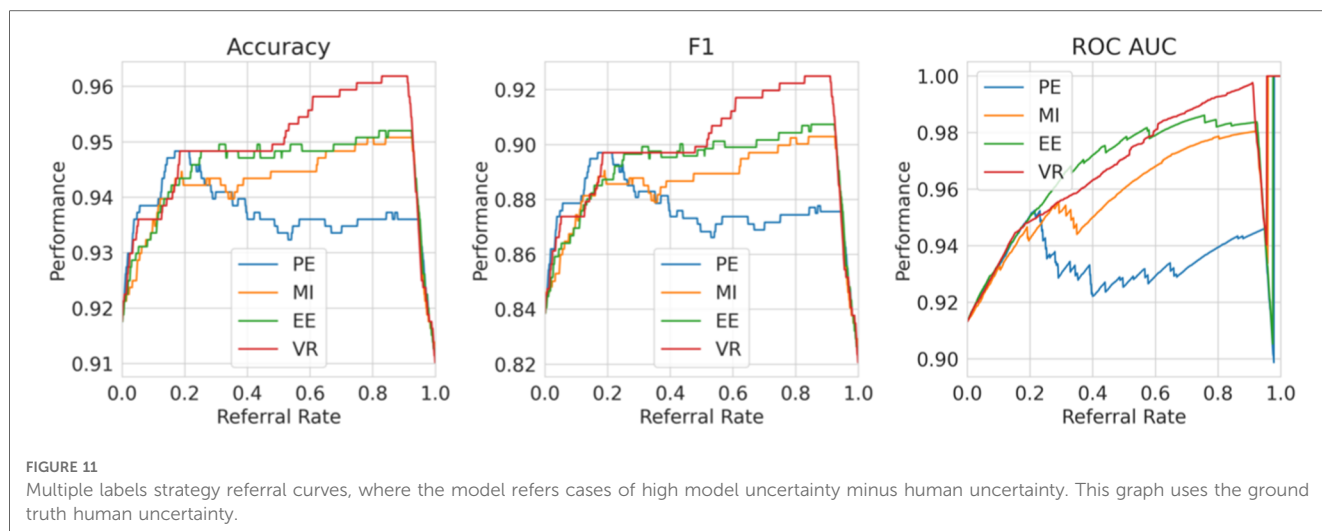 Accuracy
Performance
0.96
0.95
0.94
0.93
0.92
0.91
PE
MI
EE
VR
0.0 0.2 0.4 0.6 0.8 1.0
Referral Rate
F1
Performance
0.92
0.90
0.88
0.86
0.84
0.82
PE
MI
EE
VR
0.0 0.2 0.4 0.6 0.8 1.0
Referral Rate
ROC AUC
Performance
1.00
0.98
0.96
0.94
0.92
0.90
PE
MI
EE
VR
0.0 0.2 0.4 0.6 0.8 1.0
Referral Rate
FIGURE 11
Multiple labels strategy referral curves, where the model refers cases of high model uncertainty minus human uncertainty. This graph uses the ground
truth human uncertainty.